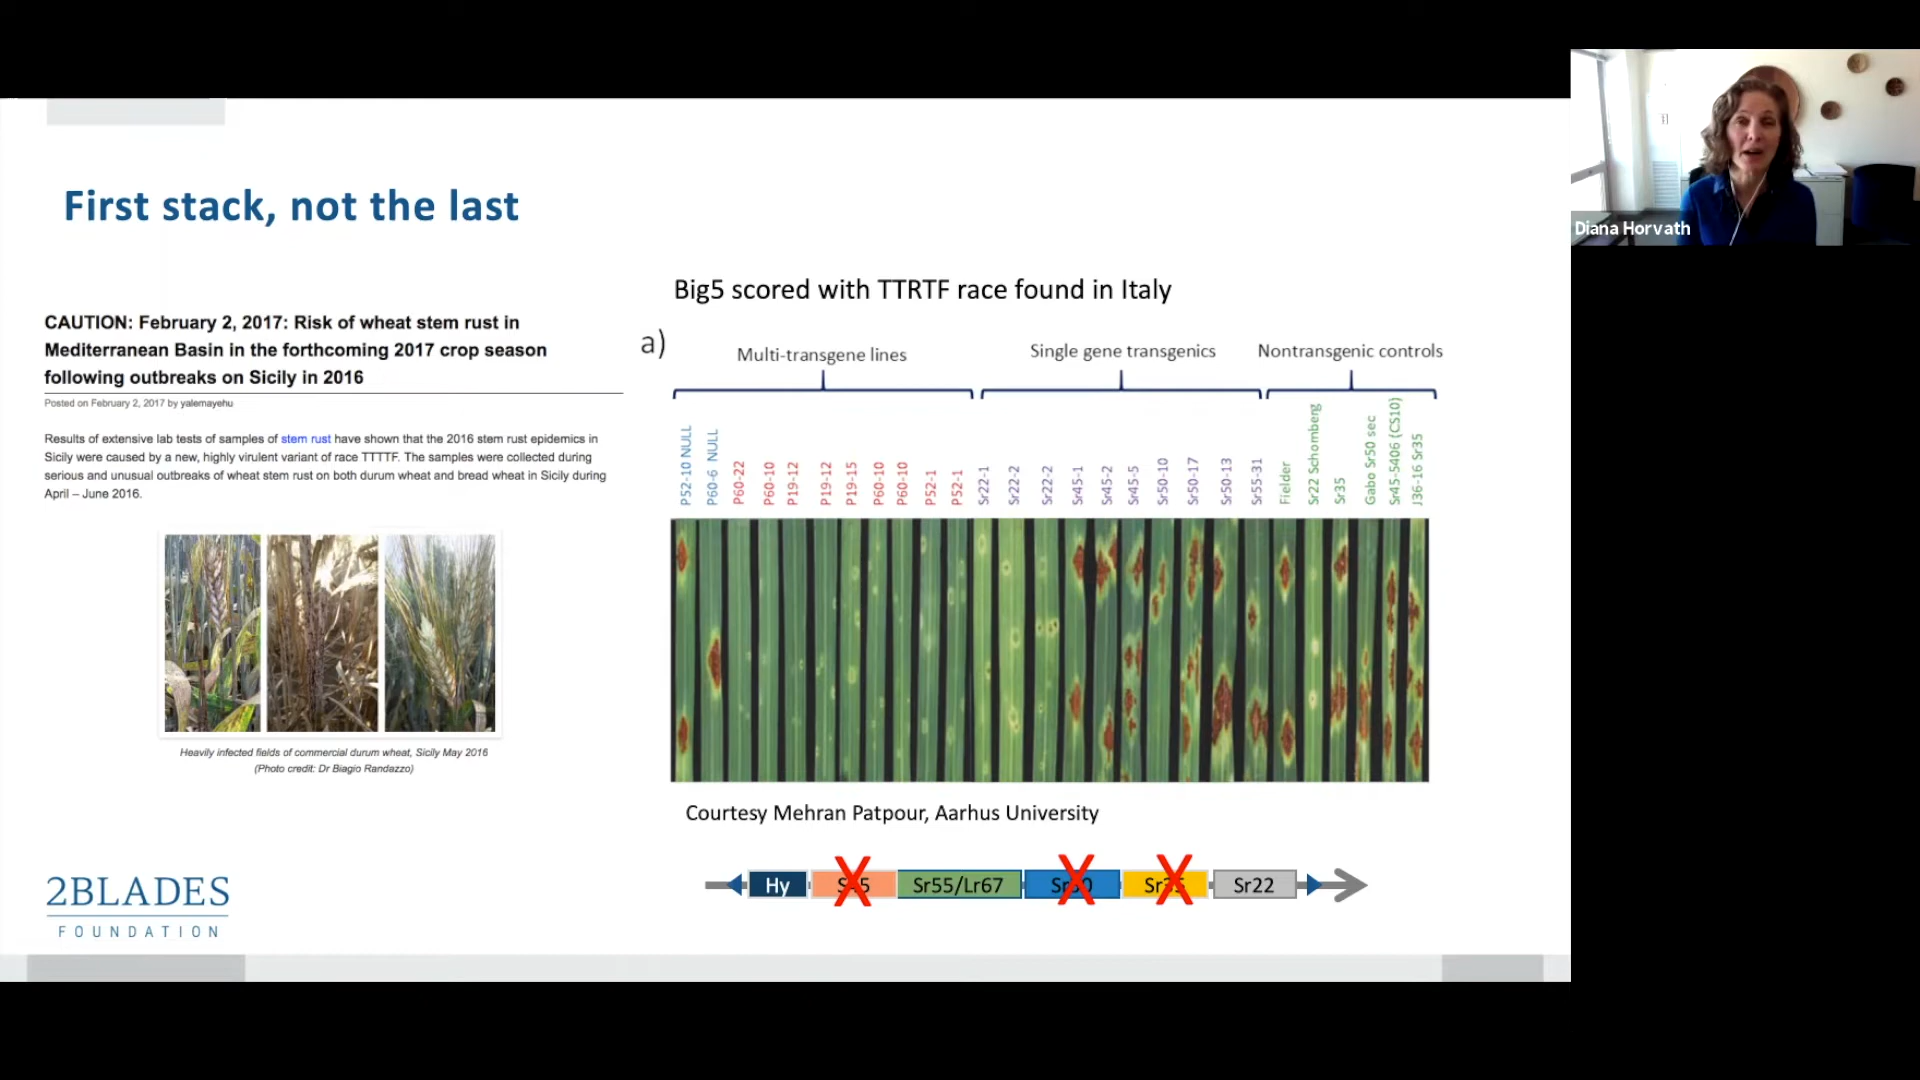 Diana Horvath
First stack, not the last
CAUTION: February 2, 2017: Risk of wheat stem rust in
Mediterranean Basin in the forthcoming 2017 crop season
following outbreaks on Sicily in 2016
Posted on February 2, 2017 by yalemayehu
Results of extensive lab tests of samples of stem rust have shown that the 2016 stem rust epidemics in
Sicily were caused by a new, highly virulent variant of race TTTTF. The samples were collected during
serious and unusual outbreaks of wheat stem rust on both durum wheat and bread wheat in Sicily during
April – June 2016.
Heavily infected fields of commercial durum wheat, Sicily May 2016
(Photo credit: Dr Biagio Randazzo)
Big5 scored with TTRTF race found in Italy
a)
Multi-transgene lines
Single gene transgenics
Nontransgenic controls
P52-10 NULL
P60-6 NULL
P60-22
P60-10
P19-12
P19-12
P19-15
P60-10
P60-10
P52-1
P52-1
Sr22-1
Sr22-2
Sr22-2
Sr45-1
Sr45-2
Sr45-5
Sr50-10
Sr50-17
Sr50-13
Sr55-31
Fielder
Sr22 Schomberg
Sr35
Gabo Sr50 sec
Sr45-5406 (CS10)
J36-16 Sr35
Courtesy Mehran Patpour, Aarhus University
Hy
Sr55/Lr67
Sr22
2BLADES
FOUNDATION